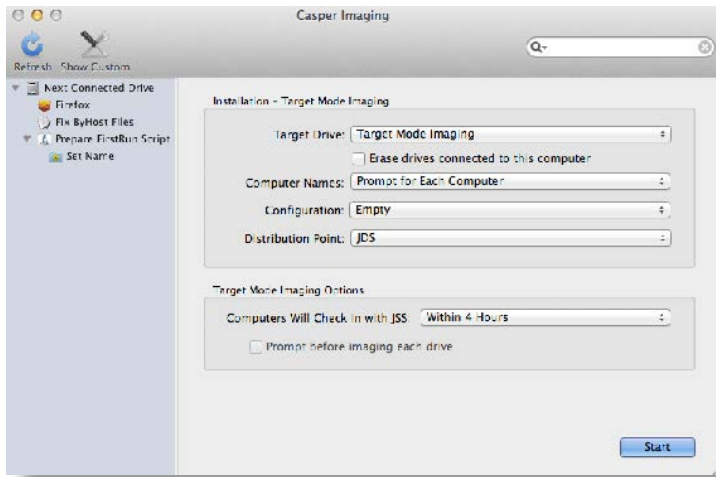 Casper Imaging
Refresh Show Custom
Next Connected Drive
Firefox
Fix ByHost Files
Prepare FirstRun Script
Set Name
Installation - Target Mode Imaging
Target Drive: Target Mode Imaging
Erase drives connected to this computer
Computer Names: Prompt for Each Computer
Configuration: Empty
Distribution Point: JDS
Target Mode Imaging Options
Computers Will Check In with JSS: Within 4 Hours
Prompt before imaging each drive
Start